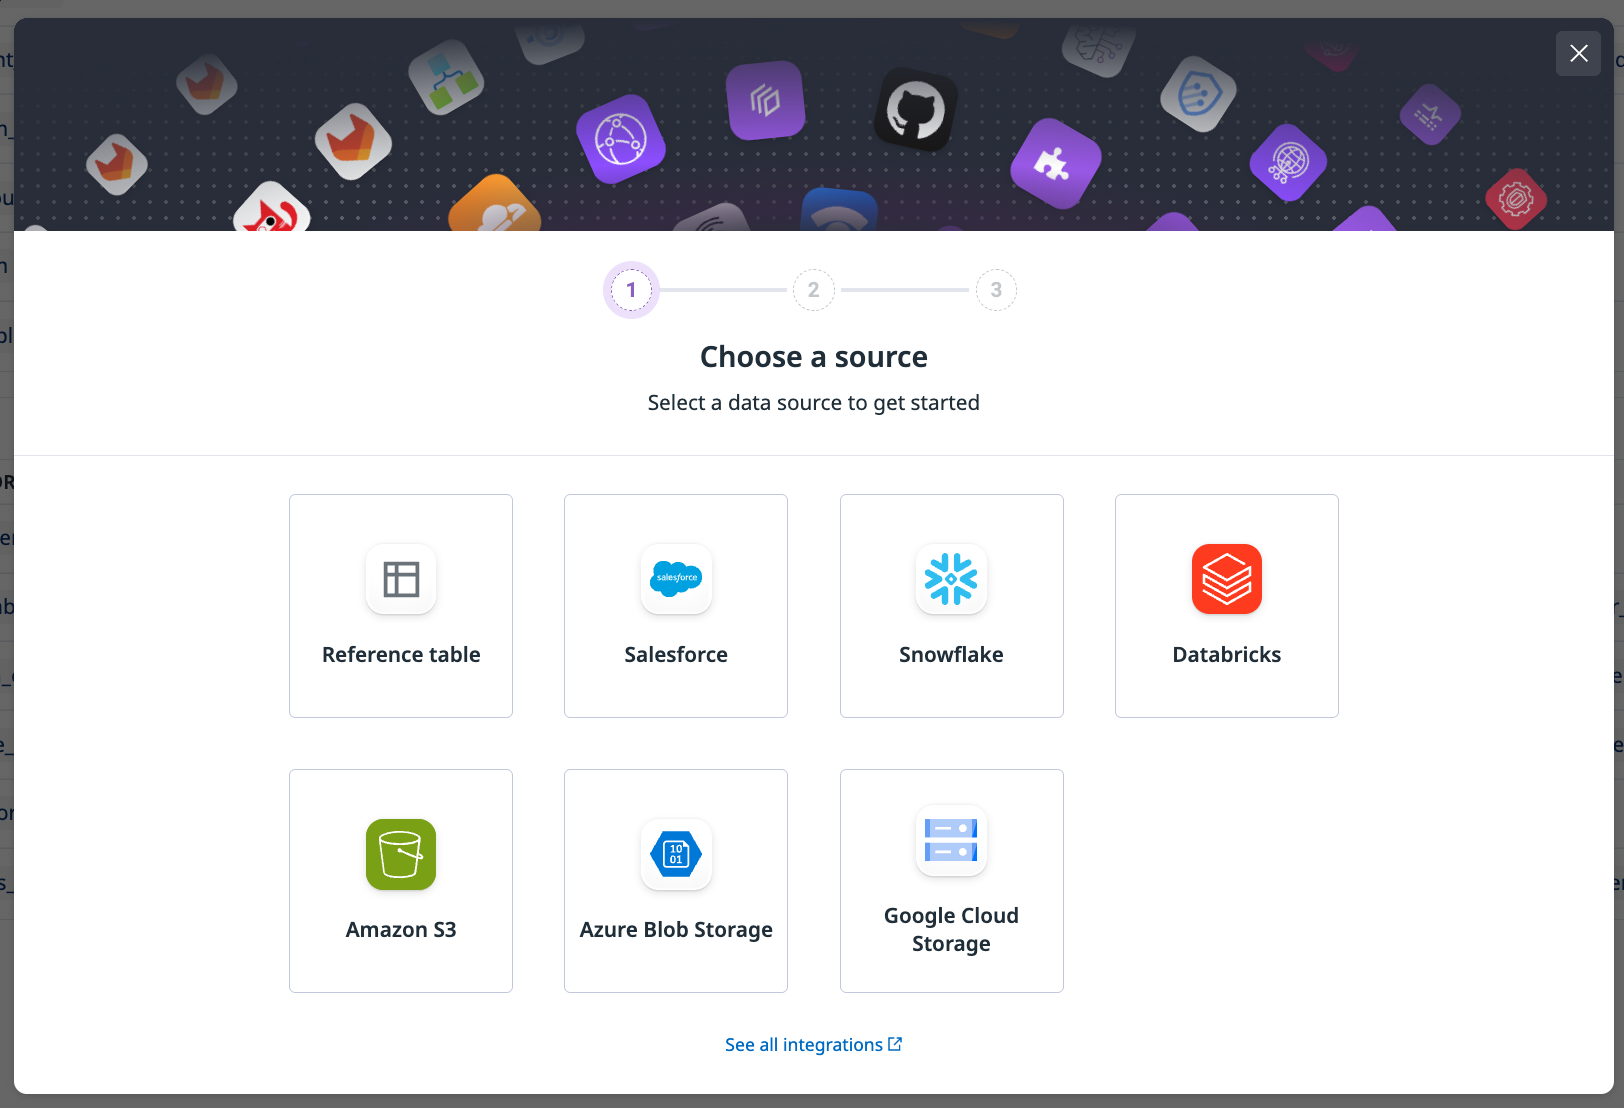 1
2
3
Choose a source
Select a data source to get started
Reference table
salesforce
Salesforce
Snowflake
Databricks
Amazon S3
10
01
Azure Blob Storage
Google Cloud
Storage
See all integrations